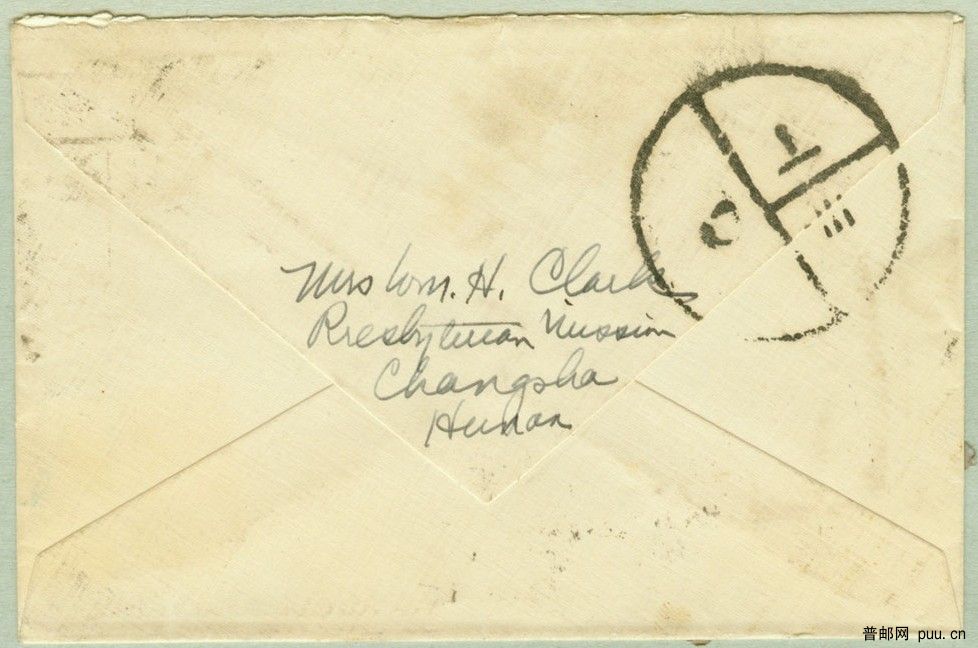 Mrs Wm. H. Clark
Presbyterian Mission
Changsha
Hunan
普邮网 puu.cn